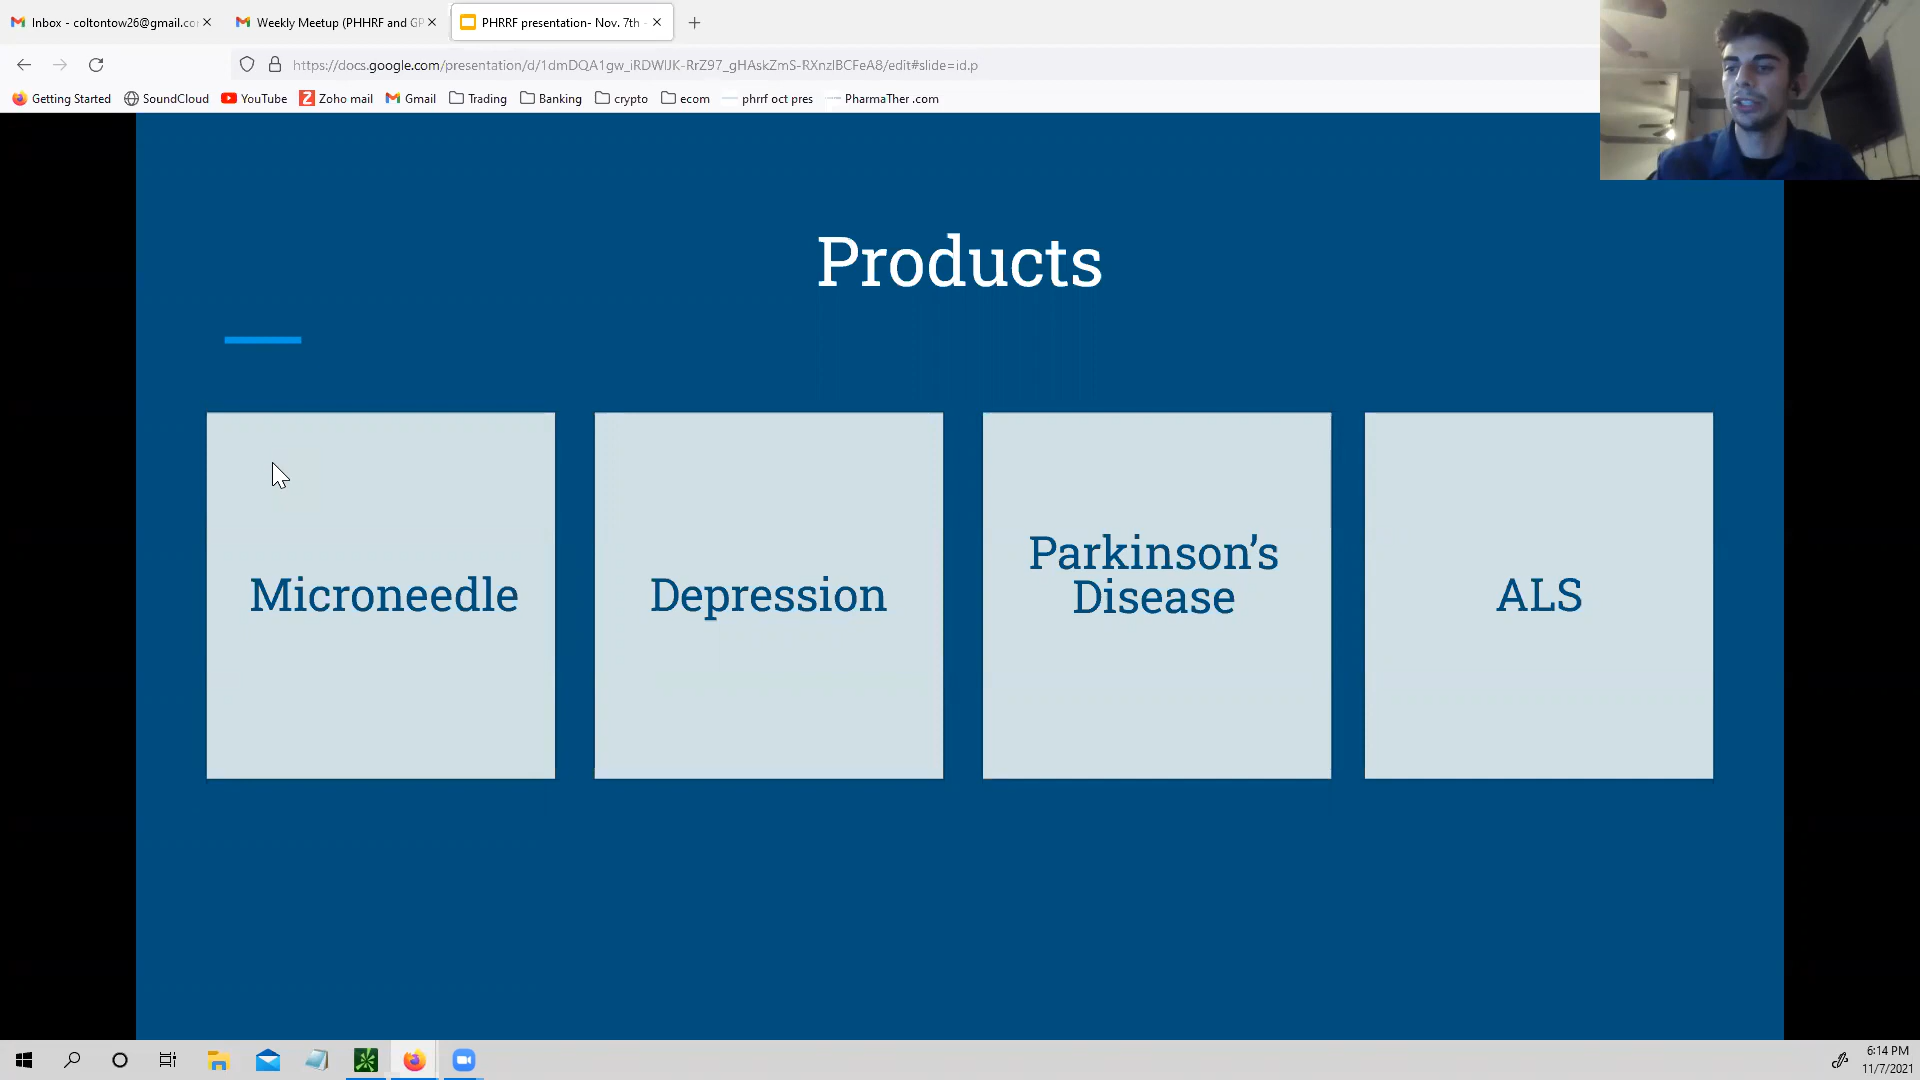 Inbox - coltontow26@gmail.co
Weekly Meetup (PHHRF and GP
PHRRF presentation- Nov. 7th -
https://docs.google.com/presentation/d/1dmDQA1gw_iRDWlJK-RrZ97_gHAskZmS-RXnzlBCFeA8/edit#slide=id.p
Getting Started
SoundCloud
YouTube
Zoho mail
Gmail
Trading
Banking
crypto
ecom
phrrf oct pres
PharmaTher .com
Products
Microneedle
Depression
Parkinson’s
Disease
ALS
6:14 PM
11/7/2021